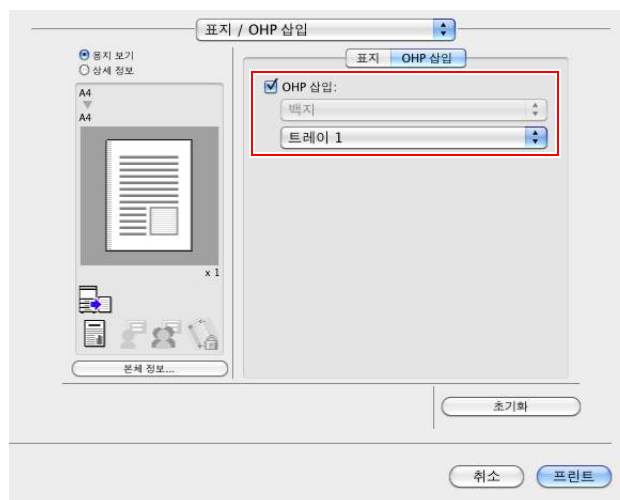 표지 / OHP 삽입
용지 보기
상세 정보
A4
A4
x 1
본체 정보...
표지
OHP 삽입
OHP 삽입:
백지
트레이 1
초기화
취소
프린트